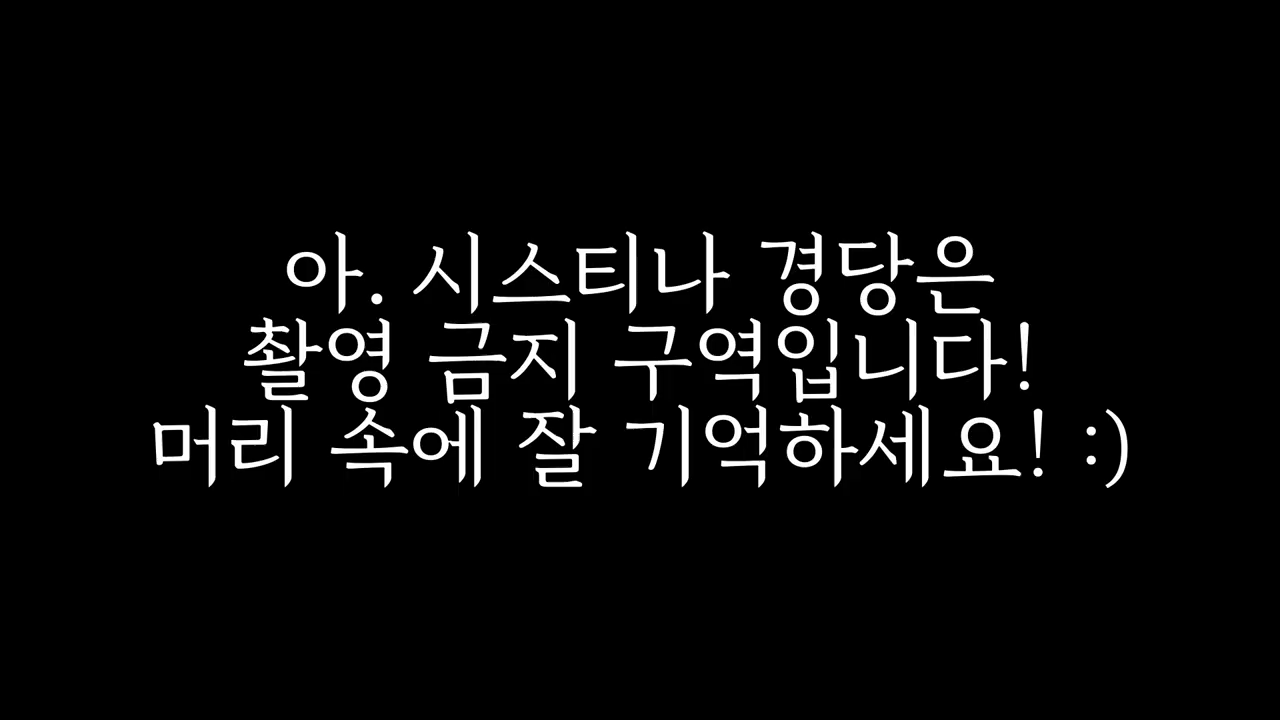 아. 시스티나 경당은
촬영 금지 구역입니다!
머리 속에 잘 기억하세요! :)